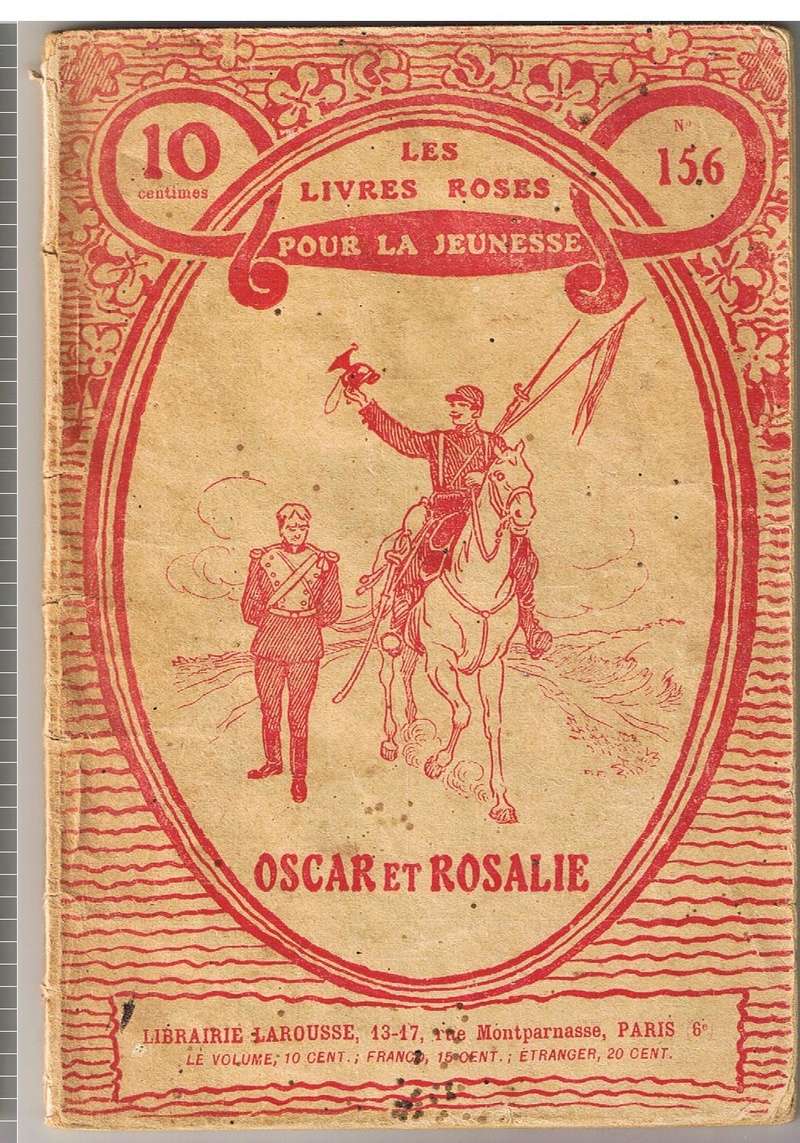 10
centimes
LES
LIVRES ROSES
POUR LA JEUNESSE
N°
156
OSCAR ET ROSALIE
LIBRAIRIE LAROUSSE, 13-17, rue Montparnasse, PARIS 6e
LE VOLUME, 10 CENT.; FRANCO, 15 CENT.; ÉTRANGER, 20 CENT.